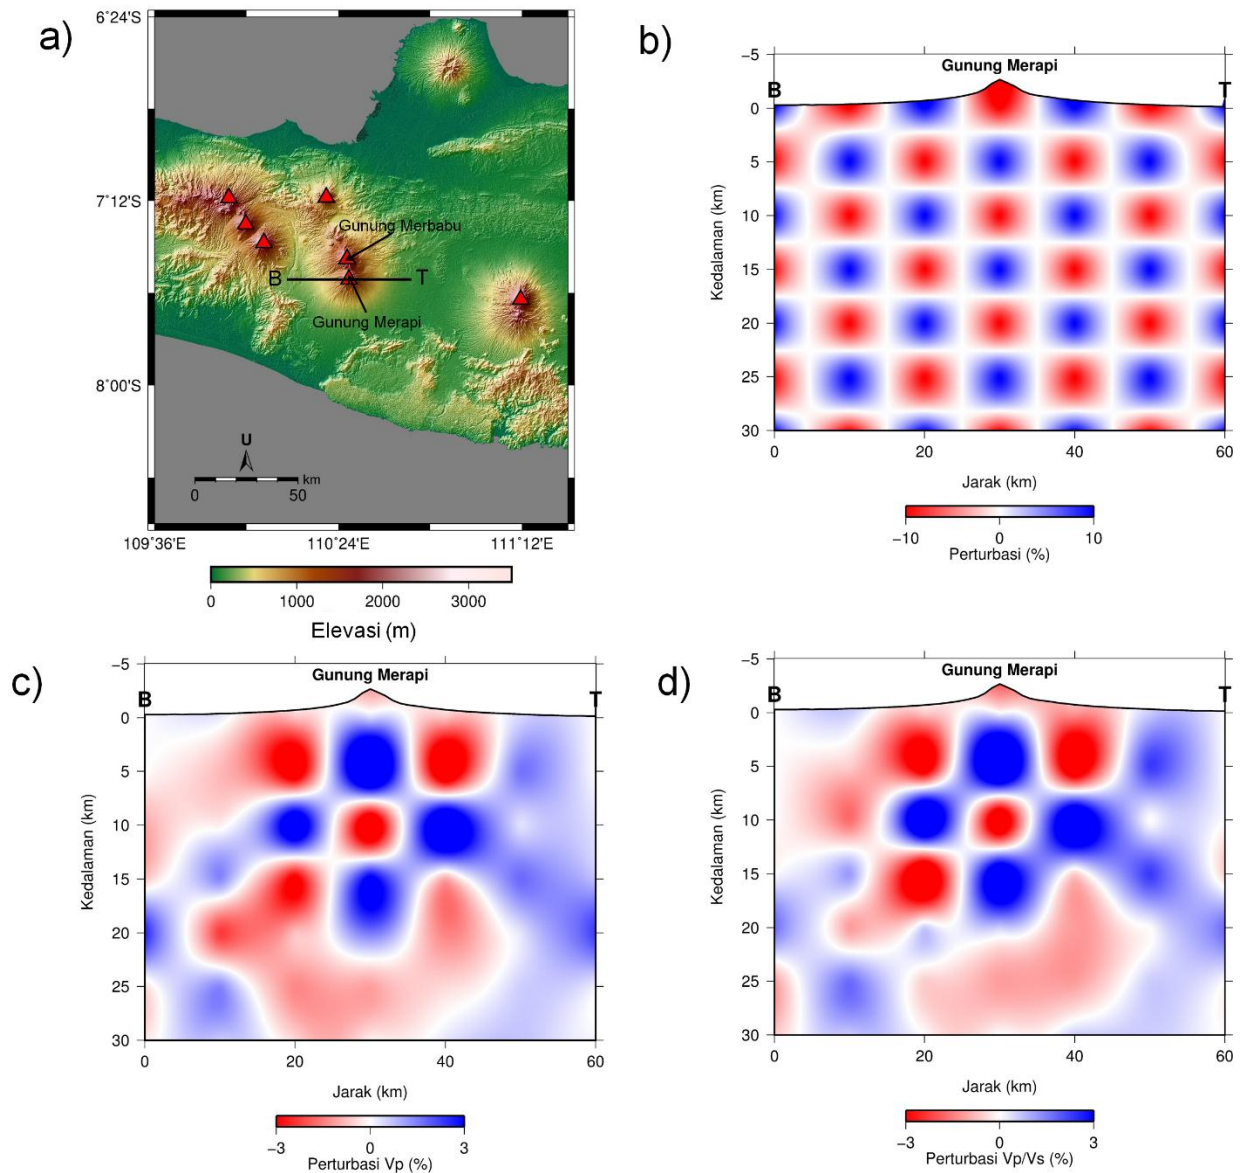 a)
6°24'S
7°12'S
8°00'S
Gunung Merbabu
B
T
Gunung Merapi
U
km
0 50
109°36'E 110°24'E 111°12'E
0 1000 2000 3000
Elevasi (m)
b)
Gunung Merapi
B T
Kedalaman (km)
−5
0
5
10
15
20
25
30
0 20 40 60
Jarak (km)
−10 0 10
Perturbasi (%)
c)
Gunung Merapi
B T
Kedalaman (km)
−5
0
5
10
15
20
25
30
0 20 40 60
Jarak (km)
−3 0 3
Perturbasi Vp (%)
d)
Gunung Merapi
B T
Kedalaman (km)
−5
0
5
10
15
20
25
30
0 20 40 60
Jarak (km)
−3 0 3
Perturbasi Vp/Vs (%)